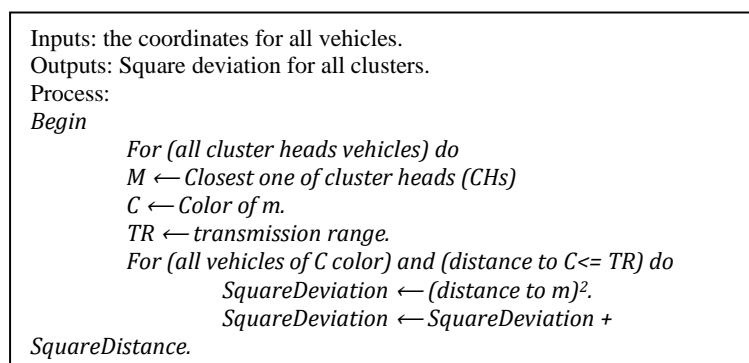 Inputs: the coordinates for all vehicles.
Outputs: Square deviation for all clusters.
Process:
Begin
For (all cluster heads vehicles) do
M ⟵ Closest one of cluster heads (CHs)
C ⟵ Color of m.
TR ⟵ transmission range.
For (all vehicles of C color) and (distance to C<= TR) do
SquareDeviation ⟵ (distance to m)².
SquareDeviation ⟵ SquareDeviation +
SquareDistance.